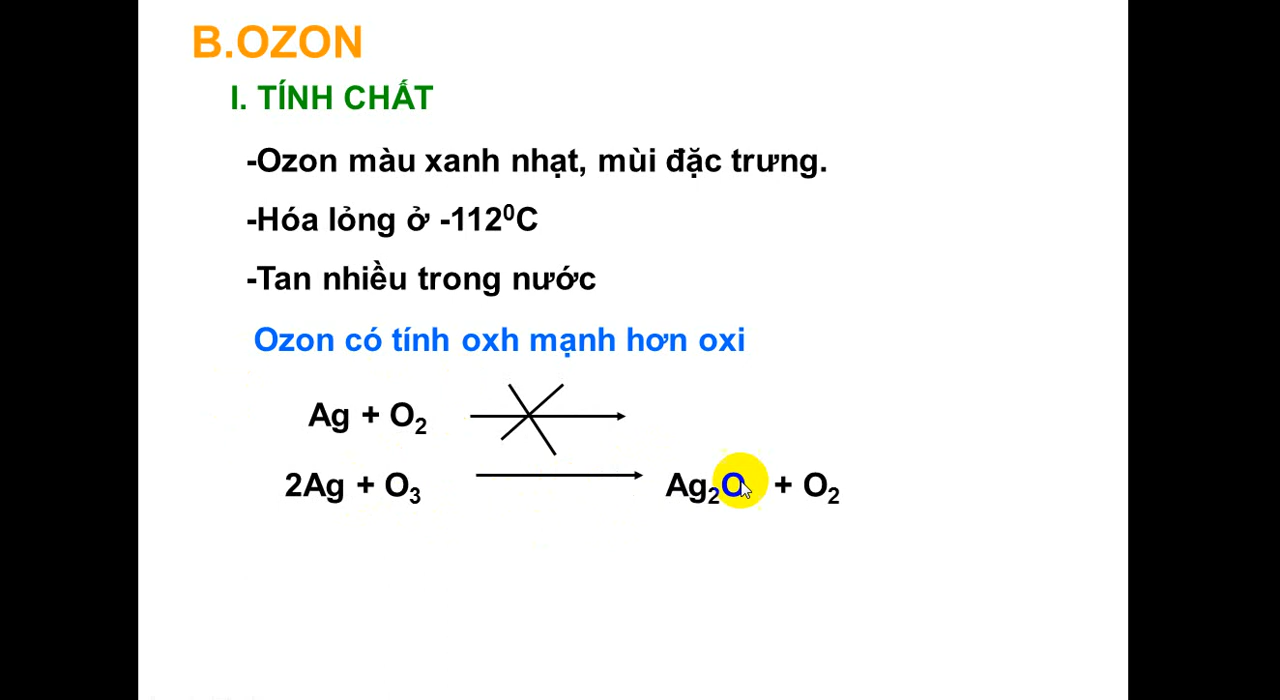 B.OZON
I. TÍNH CHẤT
-Ozon màu xanh nhạt, mùi đặc trưng.
-Hóa lỏng ở -112⁰C
-Tan nhiều trong nước
Ozon có tính oxh mạnh hơn oxi
Ag + O₂
2Ag + O₃ → Ag₂O + O₂